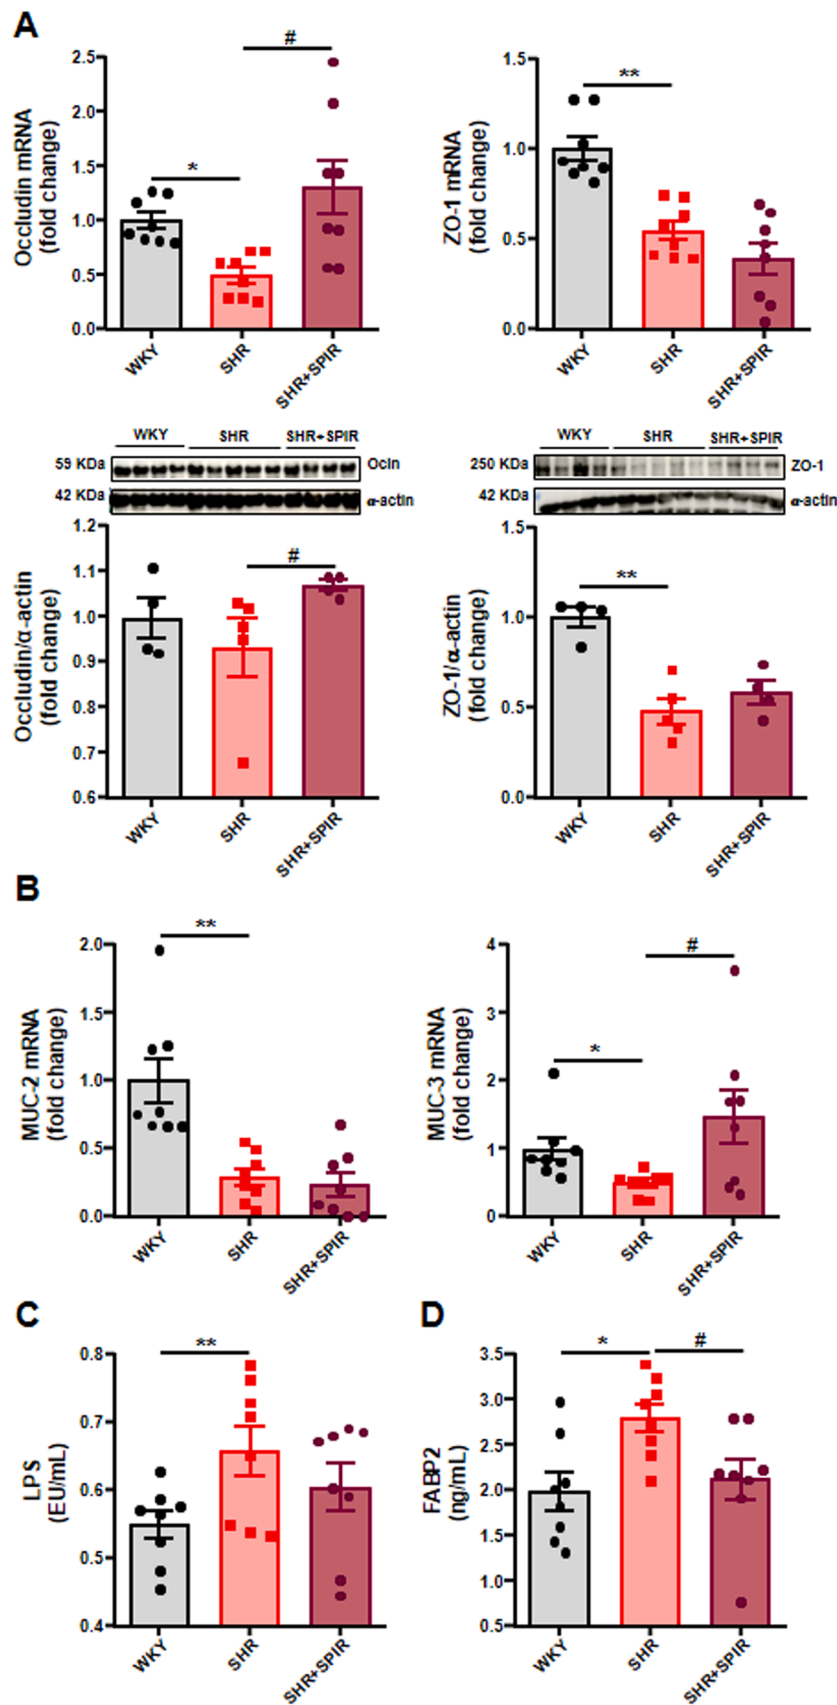 A
#
*
Occludin mRNA
(fold change)
2.5
2.0
1.5
1.0
0.5
0.0
WKY
SHR
SHR+SPIR
**
ZO-1 mRNA
(fold change)
1.5
1.0
0.5
0.0
WKY
SHR
SHR+SPIR
WKY SHR SHR+SPIR
59 KDa Ocln
42 KDa α-actin
WKY SHR SHR+SPIR
250 KDa ZO-1
42 KDa α-actin
#
Occludin/α-actin
(fold change)
1.2
1.1
1.0
0.9
0.8
0.7
0.6
WKY
SHR
SHR+SPIR
**
ZO-1/α-actin
(fold change)
1.5
1.0
0.5
0.0
WKY
SHR
SHR+SPIR
B
**
MUC-2 mRNA
(fold change)
2.0
1.5
1.0
0.5
0.0
WKY
SHR
SHR+SPIR
#
*
MUC-3 mRNA
(fold change)
4
3
2
1
0
WKY
SHR
SHR+SPIR
C
**
LPS
(EU/mL)
0.8
0.7
0.6
0.5
0.4
WKY
SHR
SHR+SPIR
D
* #
FABP2
(ng/mL)
3.5
3.0
2.5
2.0
1.5
1.0
0.5
WKY
SHR
SHR+SPIR